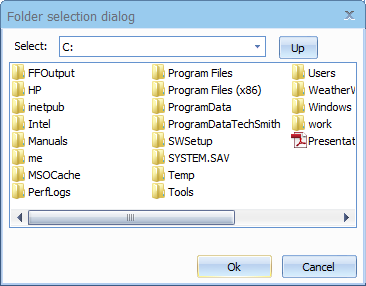 Folder selection dialog
Select: C: Up
FFOutput
HP
inetpub
Intel
Manuals
me
MSOCache
PerfLogs
Program Files
Program Files (x86)
ProgramData
ProgramDataTechSmith
SWSetup
SYSTEM.SAV
Temp
Tools
Users
WeatherW
Windows
work
Presentat
Ok Cancel